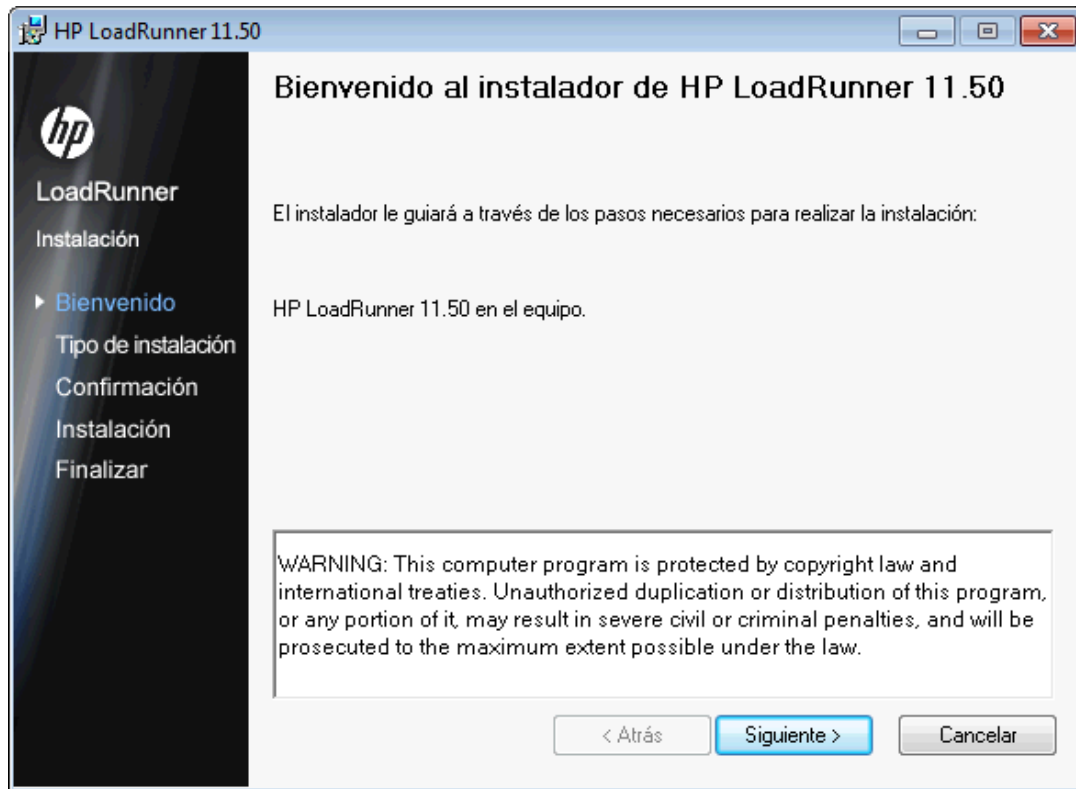 HP LoadRunner 11.50
hp
LoadRunner
Instalación
Bienvenido
Tipo de instalación
Confirmación
Instalación
Finalizar
Bienvenido al instalador de HP LoadRunner 11.50
El instalador le guiará a través de los pasos necesarios para realizar la instalación:
HP LoadRunner 11.50 en el equipo.
WARNING: This computer program is protected by copyright law and
international treaties. Unauthorized duplication or distribution of this program,
or any portion of it, may result in severe civil or criminal penalties, and will be
prosecuted to the maximum extent possible under the law.
< Atrás
Siguiente >
Cancelar